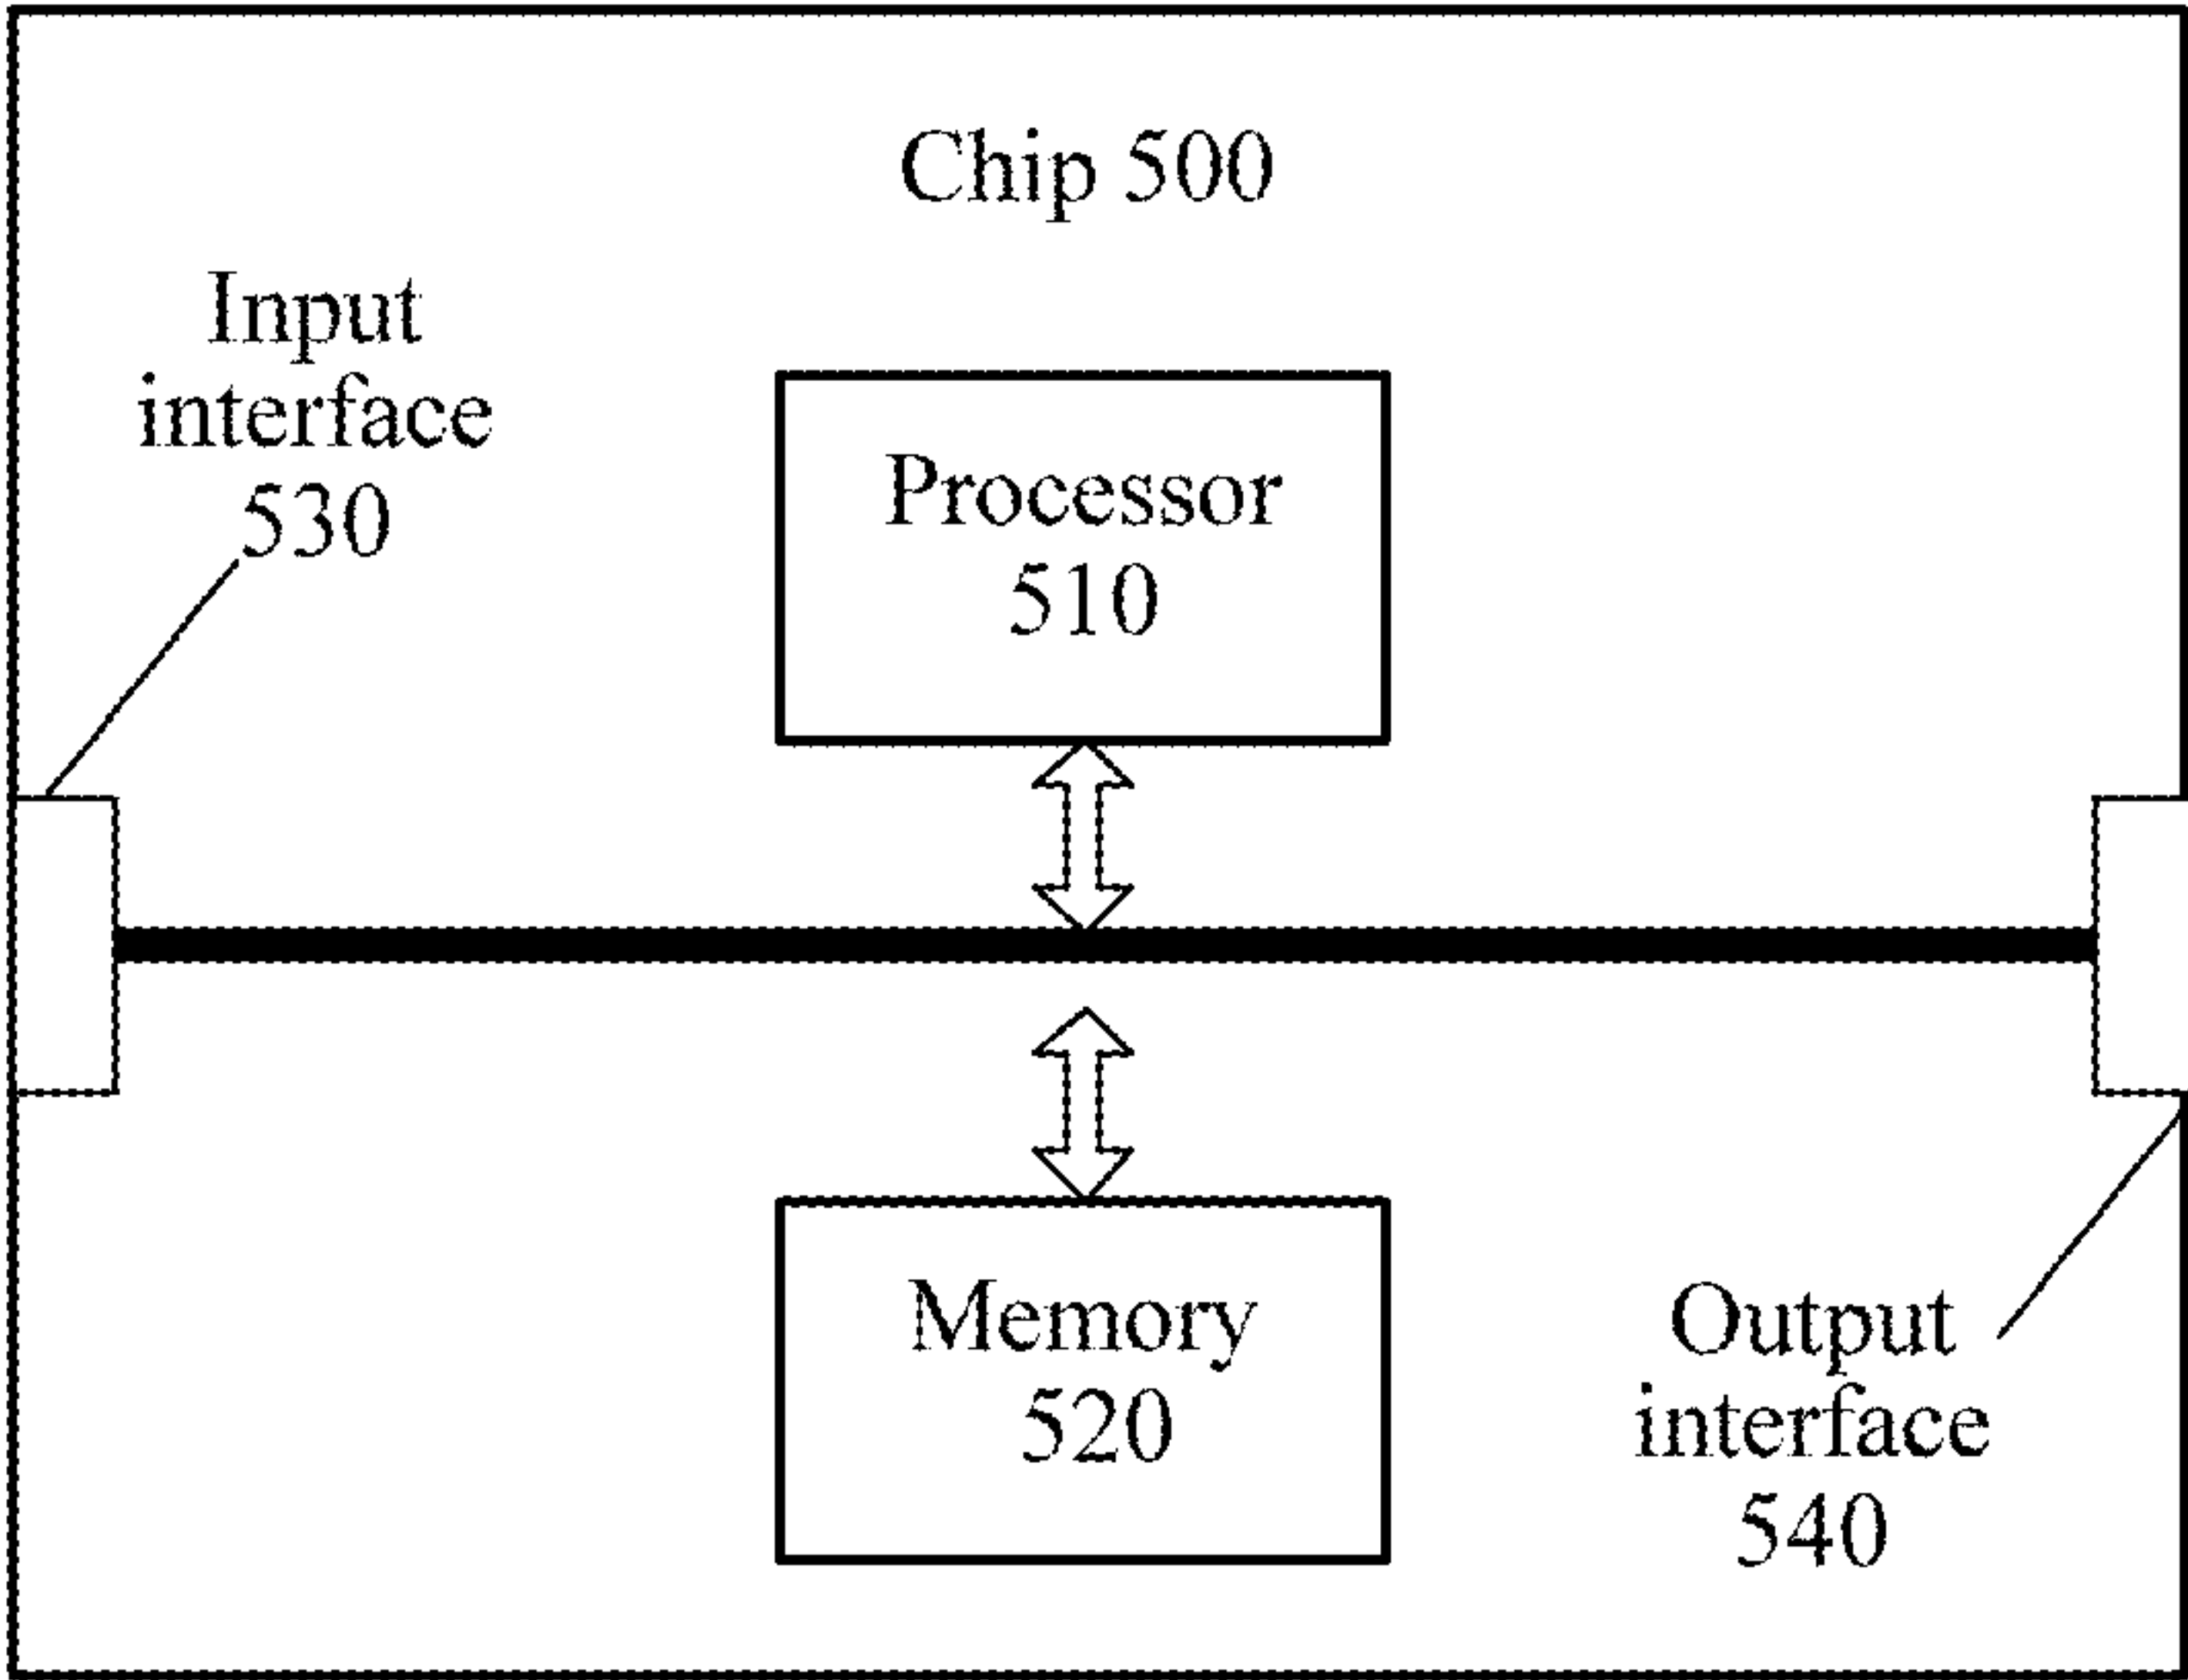 Chip 500
Input
interface
530
Processor
510
Memory
520
Output
interface
540